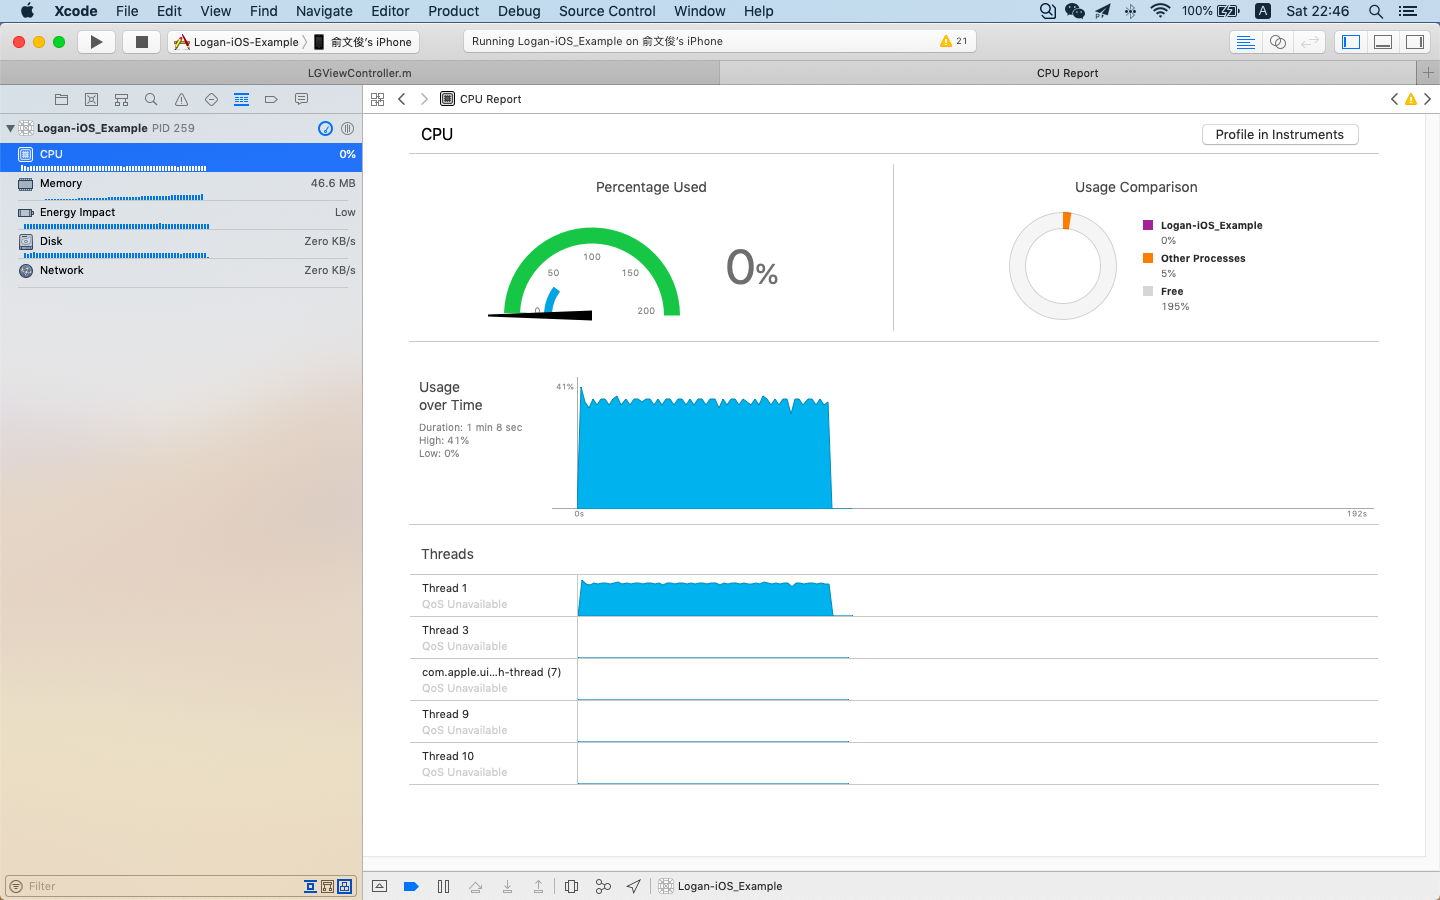 Xcode File Edit View Find Navigate Editor Product Debug Source Control Window Help 100% A Sat 22:46
Logan-iOS-Example 俞文俊's iPhone Running Logan-iOS_Example on 俞文俊's iPhone 21
LGViewController.m CPU Report
CPU Report
Logan-iOS_Example PID 259
CPU 0%
Memory 46.6 MB
Energy Impact Low
Disk Zero KB/s
Network Zero KB/s
Filter
CPU Profile in Instruments
Percentage Used
0
50
100
150
200
0%
Usage Comparison
Logan-iOS_Example
0%
Other Processes
5%
Free
195%
Usage
over Time
Duration: 1 min 8 sec
High: 41%
Low: 0%
41%
0s 192s
Threads
Thread 1
QoS Unavailable
Thread 3
QoS Unavailable
com.apple.ui...h-thread (7)
QoS Unavailable
Thread 9
QoS Unavailable
Thread 10
QoS Unavailable
Logan-iOS_Example